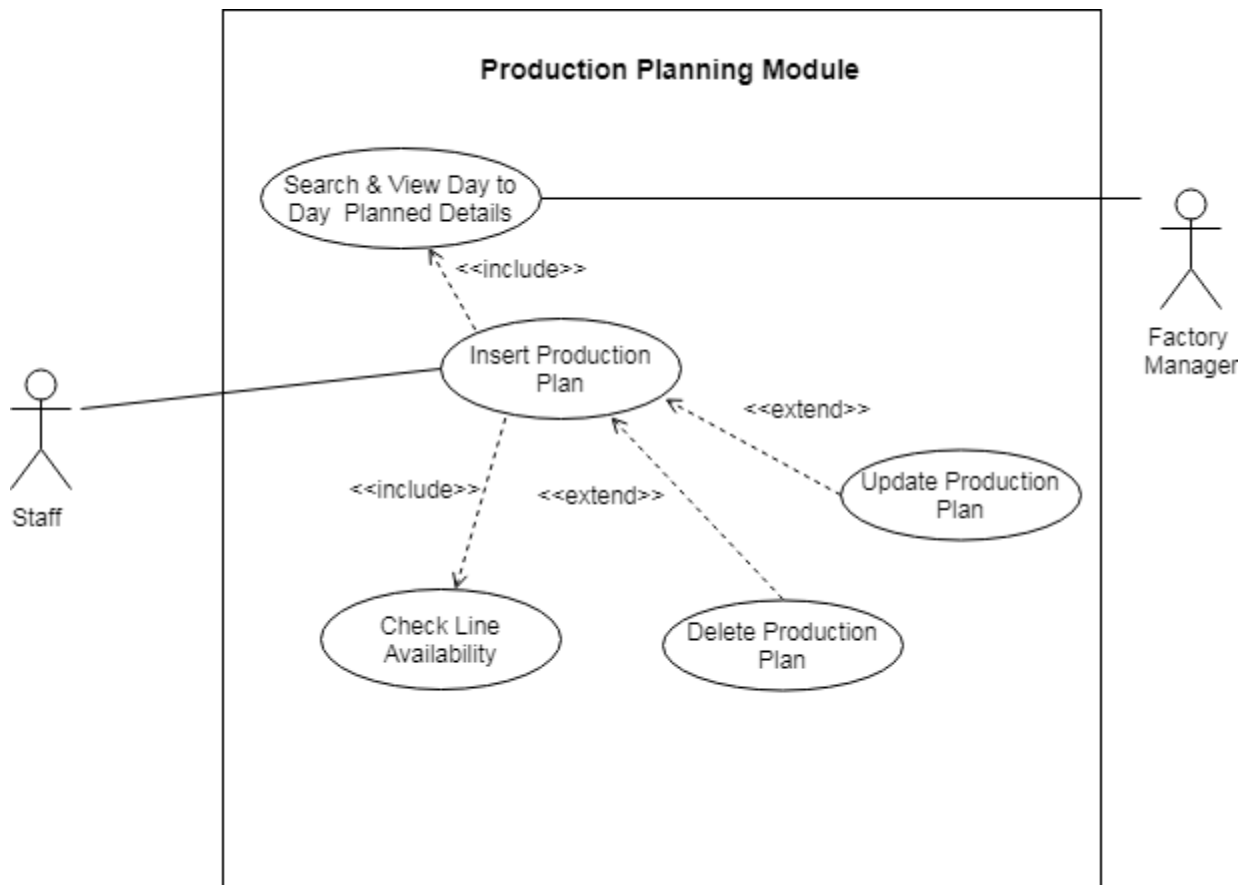 Production Planning Module
Search & View Day to
Day  Planned Details
<<include>>
Insert Production
Plan
Factory
Manager
<<extend>>
Staff
<<include>>
<<extend>>
Update Production
Plan
Check Line
Availability
Delete Production
Plan